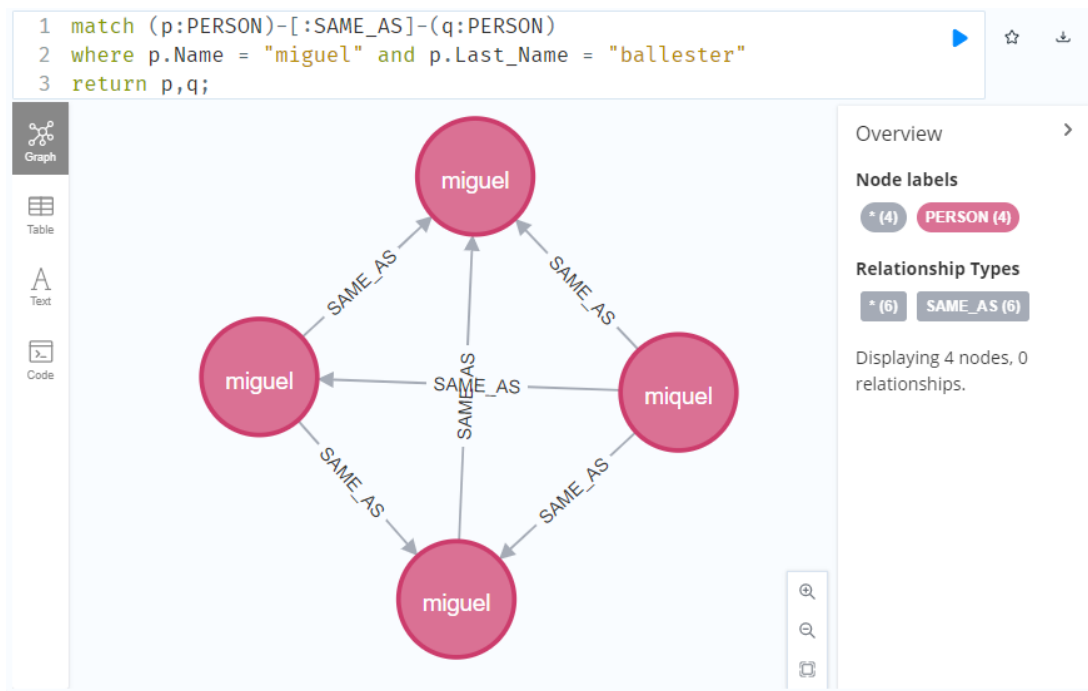 1 match (p:PERSON)-[:SAME_AS]-(q:PERSON)
2 where p.Name = "miguel" and p.Last_Name = "ballester"
3 return p,q;
Graph
Table
Text
Code
miguel
SAME_AS
SAME_AS
miguel
SAME_AS
SAME_AS
miquel
SAME_AS
SAME_AS
miguel
Overview
Node labels
* (4) PERSON (4)
Relationship Types
* (6) SAME_AS (6)
Displaying 4 nodes, 0
relationships.